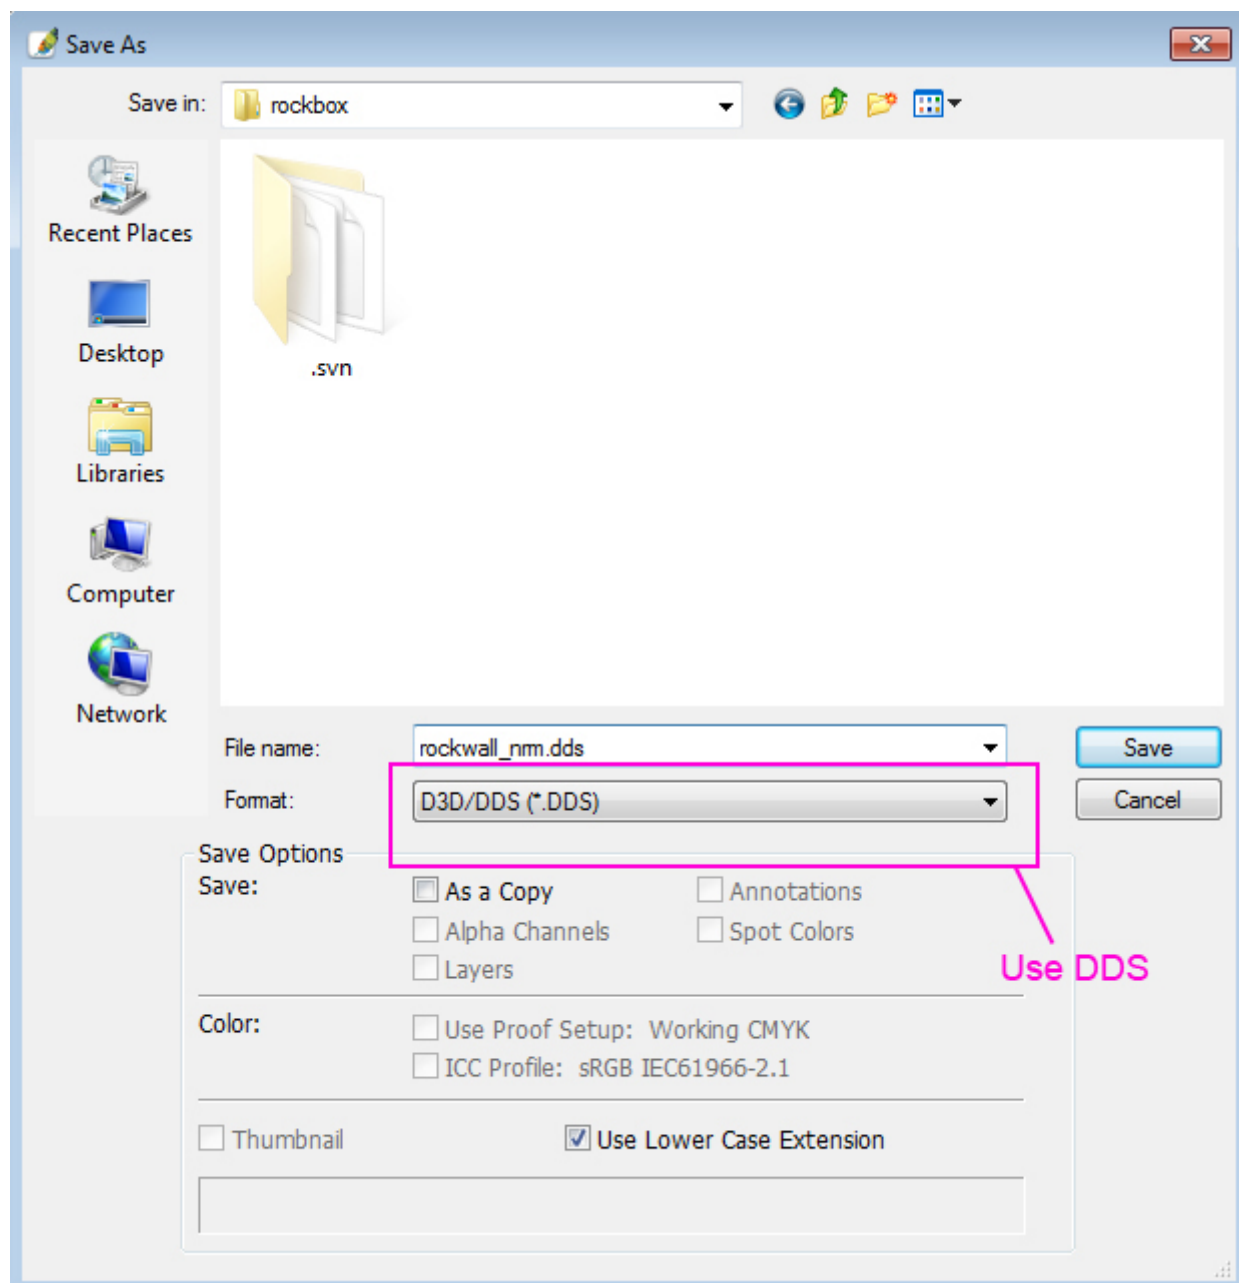 Save As
Save in: rockbox
Recent Places
Desktop
Libraries
Computer
Network
.svn
File name: rockwall_nrm.dds Save
Format: D3D/DDS (*.DDS) Cancel
Save Options
Save: As a Copy Annotations
Alpha Channels Spot Colors
Layers
Use DDS
Color: Use Proof Setup: Working CMYK
ICC Profile: sRGB IEC61966-2.1
Thumbnail Use Lower Case Extension